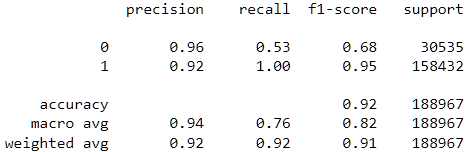 precision recall f1-score support
0 0.96 0.53 0.68 30535
1 0.92 1.00 0.95 158432
accuracy 0.92 188967
macro avg 0.94 0.76 0.82 188967
weighted avg 0.92 0.92 0.91 188967